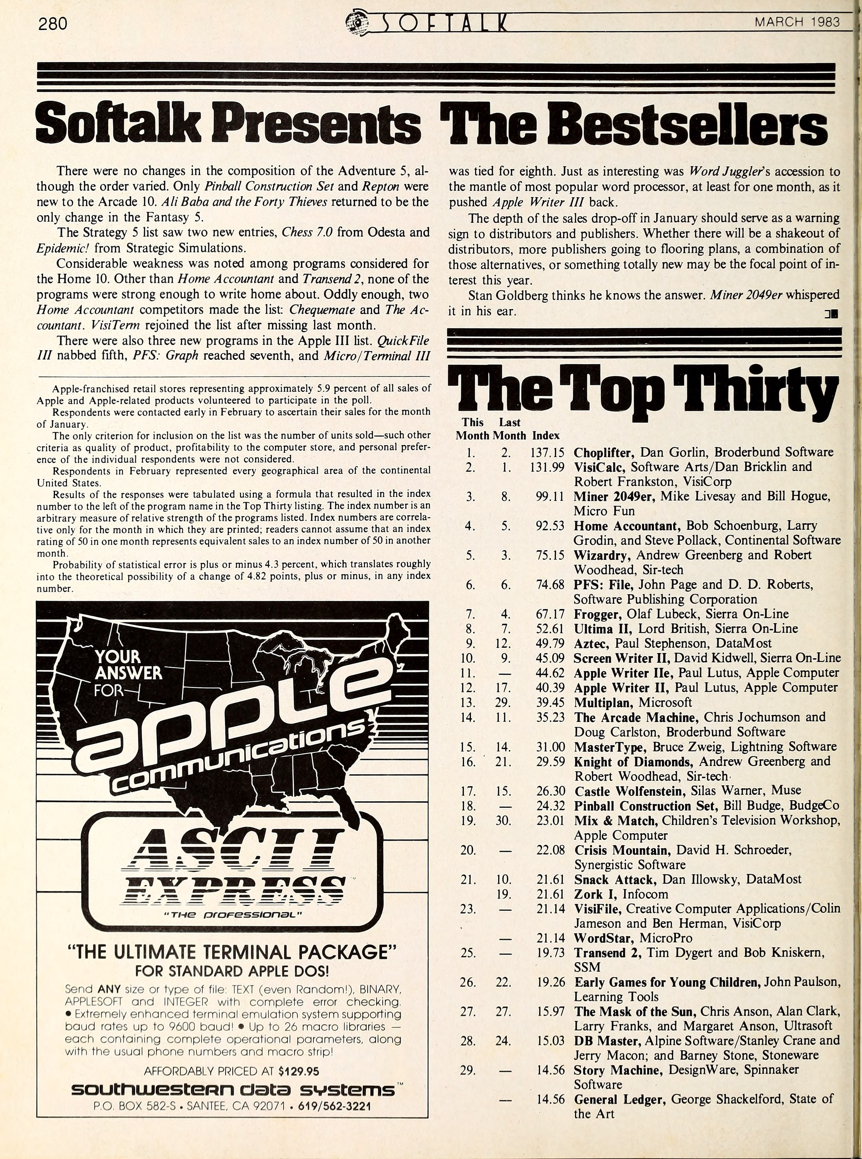 280
SOFTALK
MARCH 1983
Softalk Presents The Bestsellers
There were no changes in the composition of the Adventure 5, al-
though the order varied. Only Pinball Construction Set and Repton were
new to the Arcade 10. Ali Baba and the Forty Thieves returned to be the
only change in the Fantasy 5.
The Strategy 5 list saw two new entries, Chess 7.0 from Odesta and
Epidemic! from Strategic Simulations.
Considerable weakness was noted among programs considered for
the Home 10. Other than Home Accountant and Transend 2, none of the
programs were strong enough to write home about. Oddly enough, two
Home Accountant competitors made the list: Chequemate and The Ac-
countant. VisiTerm rejoined the list after missing last month.
There were also three new programs in the Apple III list. QuickFile
III nabbed fifth, PFS: Graph reached seventh, and Micro/Terminal III
was tied for eighth. Just as interesting was Word Juggler's accession to
the mantle of most popular word processor, at least for one month, as it
pushed Apple Writer III back.
The depth of the sales drop-off in January should serve as a warning
sign to distributors and publishers. Whether there will be a shakeout of
distributors, more publishers going to flooring plans, a combination of
those alternatives, or something totally new may be the focal point of in-
terest this year.
Stan Goldberg thinks he knows the answer. Miner 2049er whispered
it in his ear.
Apple-franchised retail stores representing approximately 5.9 percent of all sales of
Apple and Apple-related products volunteered to participate in the poll.
Respondents were contacted early in February to ascertain their sales for the month
of January.
The only criterion for inclusion on the list was the number of units sold—such other
criteria as quality of product, profitability to the computer store, and personal prefer-
ence of the individual respondents were not considered.
Respondents in February represented every geographical area of the continental
United States.
Results of the responses were tabulated using a formula that resulted in the index
number to the left of the program name in the Top Thirty listing. The index number is an
arbitrary measure of relative strength of the programs listed. Index numbers are correla-
tive only for the month in which they are printed; readers cannot assume that an index
rating of 50 in one month represents equivalent sales to an index number of 50 in another
month.
Probability of statistical error is plus or minus 4.3 percent, which translates roughly
into the theoretical possibility of a change of 4.82 points, plus or minus, in any index
number.
YOUR
ANSWER
FOR
apple
communications
ASCII
EXPRESS™
"THE PROFESSIONAL"
"THE ULTIMATE TERMINAL PACKAGE"
FOR STANDARD APPLE DOS!
Send ANY size or type of file: TEXT (even Random!), BINARY,
APPLESOFT and INTEGER with complete error checking.
• Extremely enhanced terminal emulation system supporting
baud rates up to 9600 baud! • Up to 26 macro libraries —
each containing complete operational parameters, along
with the usual phone numbers and macro strip!
AFFORDABLY PRICED AT $129.95
southwestern data systems™
P.O. BOX 582-S • SANTEE, CA 92071 • 619/562-3221
The Top Thirty
This Last
Month Month Index
1. 2. 137.15 Choplifter, Dan Gorlin, Broderbund Software
2. 1. 131.99 VisiCalc, Software Arts/Dan Bricklin and
Robert Frankston, VisiCorp
3. 8. 99.11 Miner 2049er, Mike Livesay and Bill Hogue,
Micro Fun
4. 5. 92.53 Home Accountant, Bob Schoenburg, Larry
Grodin, and Steve Pollack, Continental Software
5. 3. 75.15 Wizardry, Andrew Greenberg and Robert
Woodhead, Sir-tech
6. 6. 74.68 PFS: File, John Page and D. D. Roberts,
Software Publishing Corporation
7. 4. 67.17 Frogger, Olaf Lubeck, Sierra On-Line
8. 7. 52.61 Ultima II, Lord British, Sierra On-Line
9. 12. 49.79 Aztec, Paul Stephenson, DataMost
10. 9. 45.09 Screen Writer II, David Kidwell, Sierra On-Line
11. — 44.62 Apple Writer IIe, Paul Lutus, Apple Computer
12. 17. 40.39 Apple Writer II, Paul Lutus, Apple Computer
13. 29. 39.45 Multiplan, Microsoft
14. 11. 35.23 The Arcade Machine, Chris Jochumson and
Doug Carlston, Broderbund Software
15. 14. 31.00 MasterType, Bruce Zweig, Lightning Software
16. 21. 29.59 Knight of Diamonds, Andrew Greenberg and
Robert Woodhead, Sir-tech
17. 15. 26.30 Castle Wolfenstein, Silas Warner, Muse
18. — 24.32 Pinball Construction Set, Bill Budge, BudgeCo
19. 30. 23.01 Mix & Match, Children's Television Workshop,
Apple Computer
20. — 22.08 Crisis Mountain, David H. Schroeder,
Synergistic Software
21. 10. 21.61 Snack Attack, Dan Illowsky, DataMost
19. 21.61 Zork I, Infocom
23. — 21.14 VisiFile, Creative Computer Applications/Colin
Jameson and Ben Herman, VisiCorp
— 21.14 WordStar, MicroPro
25. — 19.73 Transend 2, Tim Dygert and Bob Kniskern,
SSM
26. 22. 19.26 Early Games for Young Children, John Paulson,
Learning Tools
27. 27. 15.97 The Mask of the Sun, Chris Anson, Alan Clark,
Larry Franks, and Margaret Anson, Ultrasoft
28. 24. 15.03 DB Master, Alpine Software/Stanley Crane and
Jerry Macon; and Barney Stone, Stoneware
29. — 14.56 Story Machine, DesignWare, Spinnaker
Software
— 14.56 General Ledger, George Shackelford, State of
the Art